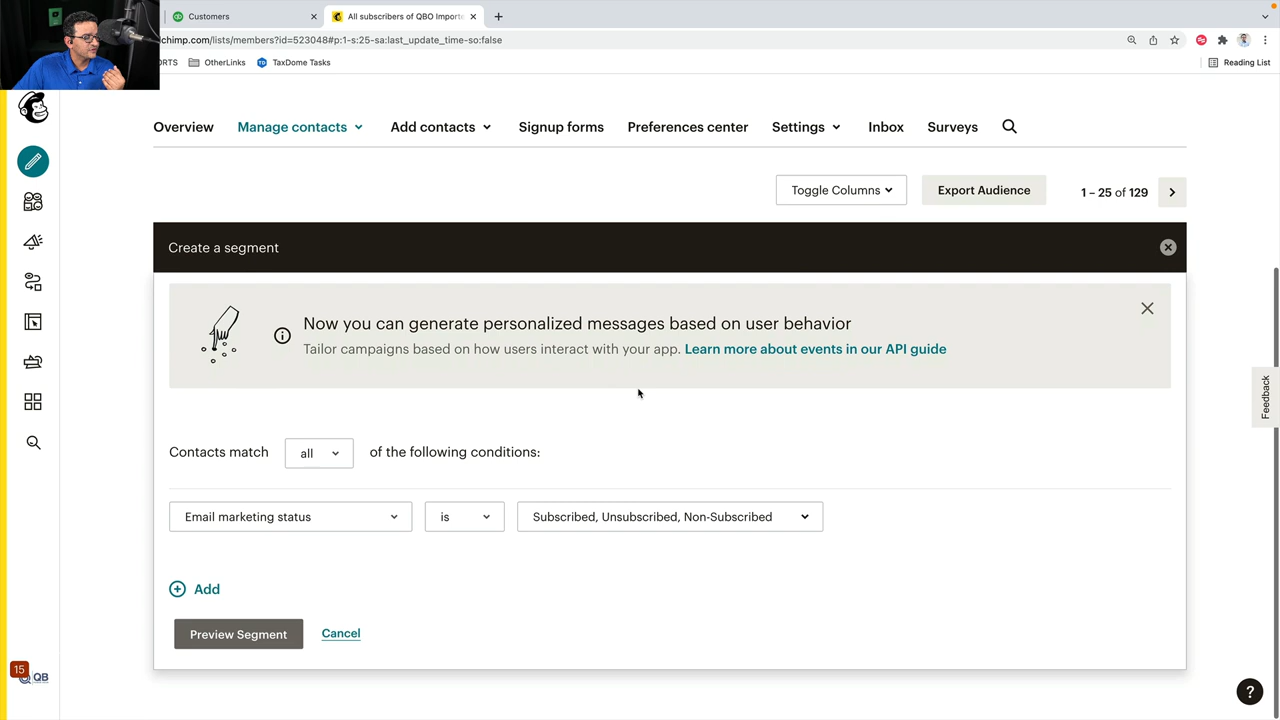 Customers
All subscribers of QBO Importe
chimp.com/lists/members?id=523048#p:1-s:25-sa:last_update_time-so:false
ORTS
OtherLinks
TaxDome Tasks
Reading List
Overview
Manage contacts
Add contacts
Signup forms
Preferences center
Settings
Inbox
Surveys
Toggle Columns
Export Audience
1 – 25 of 129
Create a segment
Now you can generate personalized messages based on user behavior
Tailor campaigns based on how users interact with your app. Learn more about events in our API guide
Feedback
Contacts match all of the following conditions:
Email marketing status
is
Subscribed, Unsubscribed, Non-Subscribed
Add
Preview Segment
Cancel
15
QB
?